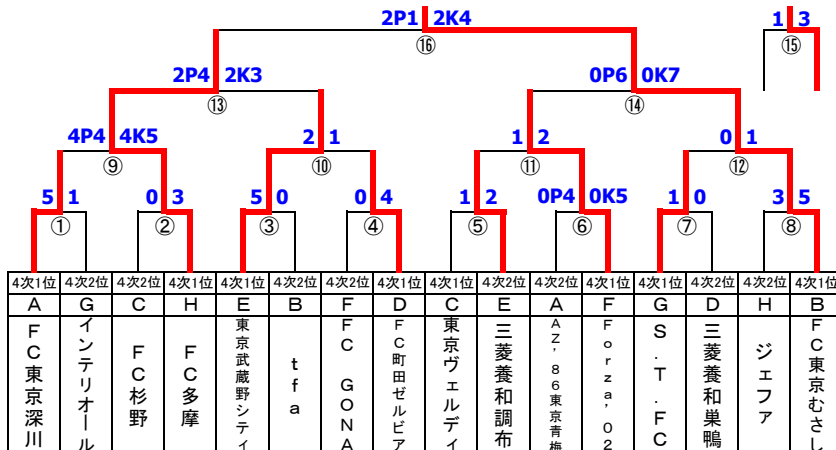 2P1 2K4
1 3
⑯
⑮
2P4 2K3
0P6 0K7
⑬
⑭
4P4 4K5
2 1
1 2
0 1
⑨
⑩
⑪
⑫
5 1
0 3
5 0
0 4
1 2
0P4 0K5
1 0
3 5
①
②
③
④
⑤
⑥
⑦
⑧
4次1位 4次2位 4次2位 4次1位 4次1位 4次2位 4次2位 4次1位 4次1位 4次2位 4次2位 4次1位 4次1位 4次2位 4次2位 4次1位
A G C H E B F D C E A F G D H B
FC東京深川
インテリオール
FC杉野
FC多摩
東京武蔵野シティ
tfa
FC GONA
FC町田ゼルビア
東京ヴェルディ
三菱養和調布
AZ'86東京青梅
Forza'02
S.T.FC
三菱養和巣鴨
ジェファ
FC東京むさし